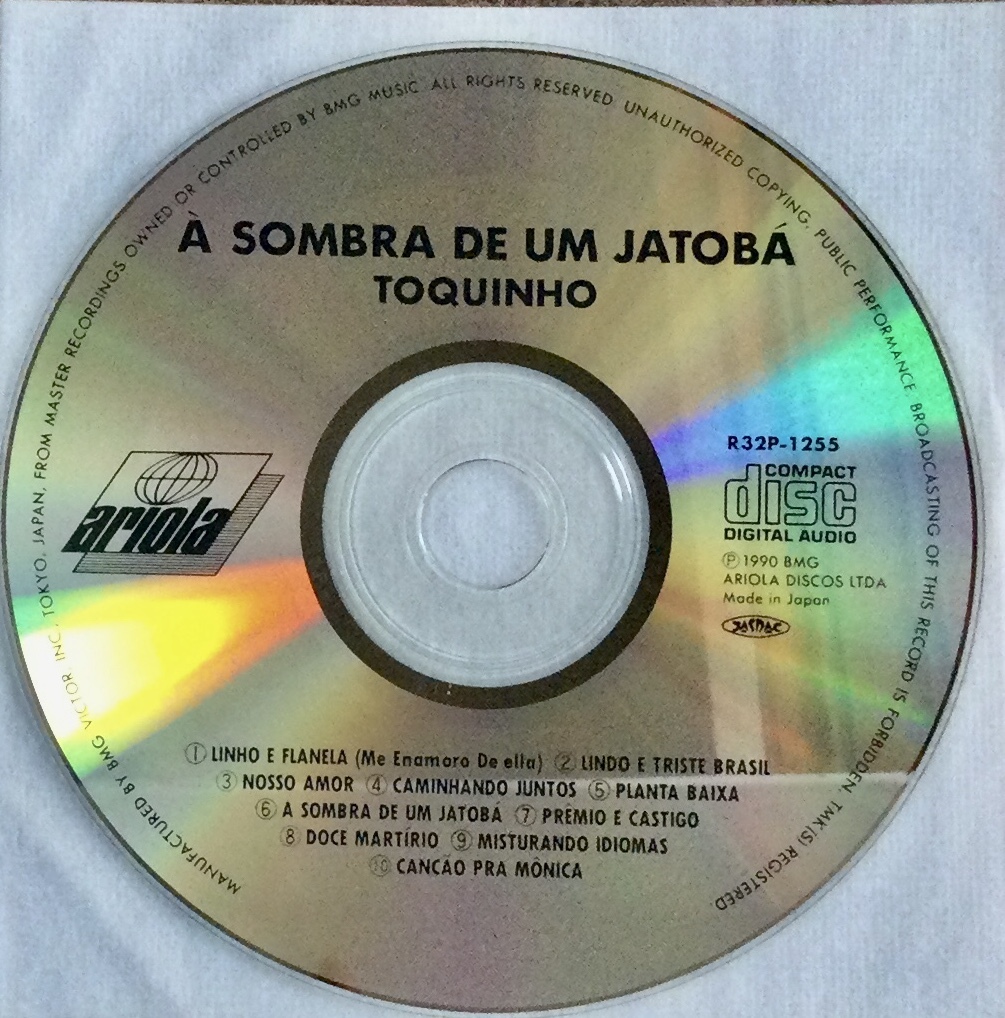 MANUFACTURED BY BMG VICTOR, INC., TOKYO, JAPAN, FROM MASTER RECORDINGS OWNED OR CONTROLLED BY BMG MUSIC. ALL RIGHTS RESERVED. UNAUTHORIZED COPYING, PUBLIC PERFORMANCE, BROADCASTING OF THIS RECORD IS FORBIDDEN. TMK(S) REGISTERED.
À SOMBRA DE UM JATOBÁ
TOQUINHO
ariola
R32P-1255
COMPACT
disc
DIGITAL AUDIO
Ⓟ1990 BMG
ARIOLA DISCOS LTDA
Made in Japan
JASRAC
① LINHO E FLANELA (Me Enamoro De ella) ② LINDO E TRISTE BRASIL
③ NOSSO AMOR ④ CAMINHANDO JUNTOS ⑤ PLANTA BAIXA
⑥ À SOMBRA DE UM JATOBÁ ⑦ PRÊMIO E CASTIGO
⑧ DOCE MARTÍRIO ⑨ MISTURANDO IDIOMAS
⑩ CANÇÃO PRA MÔNICA